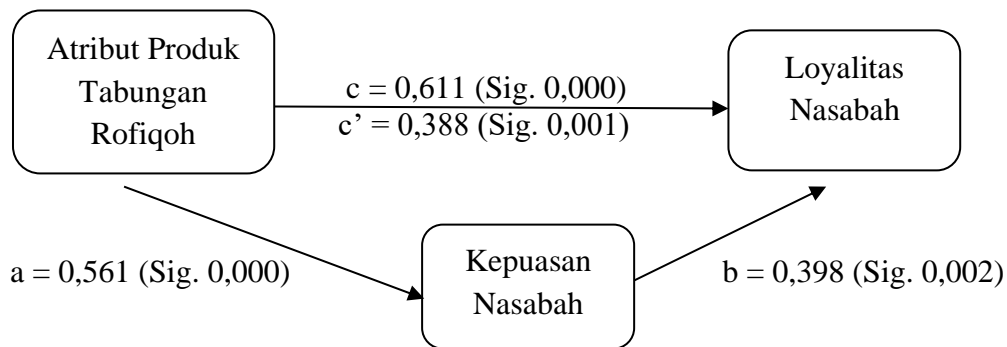 Atribut Produk
Tabungan
Rofiqoh
c = 0,611 (Sig. 0,000)
c’ = 0,388 (Sig. 0,001)
Loyalitas
Nasabah
a = 0,561 (Sig. 0,000)
Kepuasan
Nasabah
b = 0,398 (Sig. 0,002)